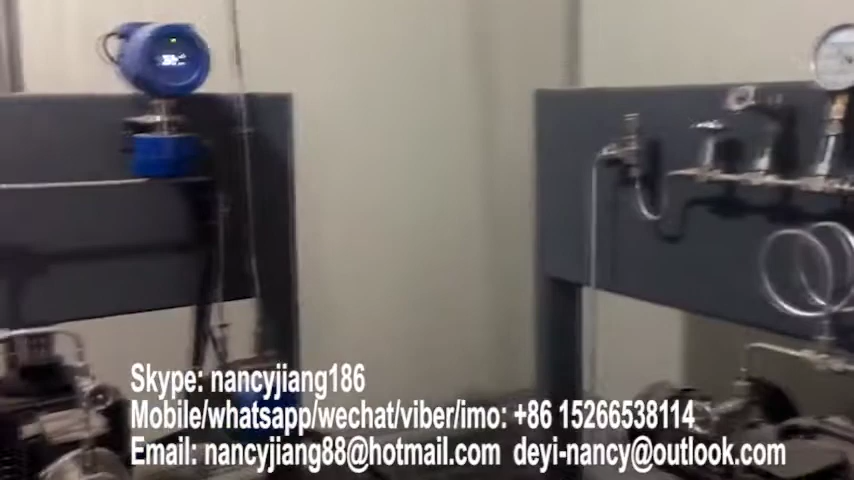 Skype: nancyjiang186
Mobile/whatsapp/wechat/viber/imo: +86 15266538114
Email: nancyjiang88@hotmail.com deyi-nancy@outlook.com